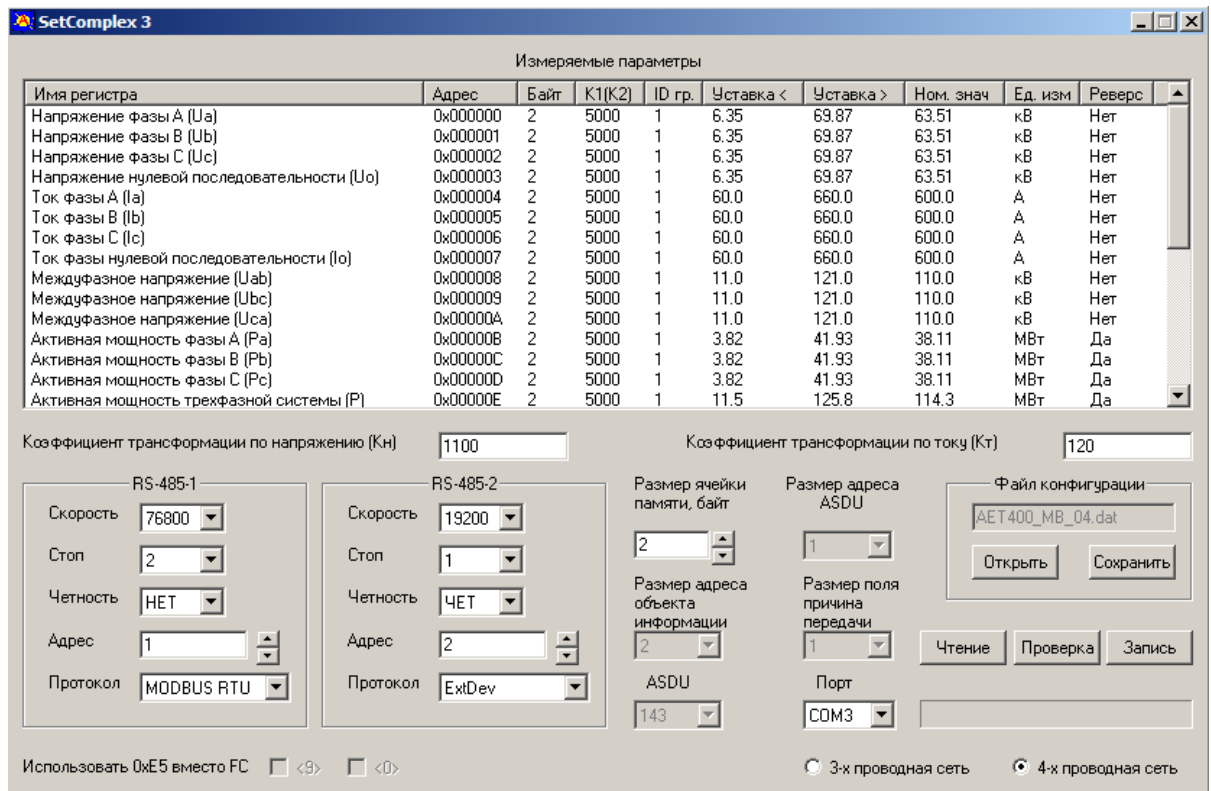 SetComplex 3
Измеряемые параметры
Имя регистра Адрес Байт K1(K2) ID гр. Уставка < Уставка > Ном. знач Ед. изм Реверс
Напряжение фазы A (Ua) 0x000000 2 5000 1 6.35 69.87 63.51 кВ Нет
Напряжение фазы B (Ub) 0x000001 2 5000 1 6.35 69.87 63.51 кВ Нет
Напряжение фазы C (Uc) 0x000002 2 5000 1 6.35 69.87 63.51 кВ Нет
Напряжение нулевой последовательности (Uo) 0x000003 2 5000 1 6.35 69.87 63.51 кВ Нет
Ток фазы A (Ia) 0x000004 2 5000 1 60.0 660.0 600.0 А Нет
Ток фазы B (Ib) 0x000005 2 5000 1 60.0 660.0 600.0 А Нет
Ток фазы C (Ic) 0x000006 2 5000 1 60.0 660.0 600.0 А Нет
Ток фазы нулевой последовательности (Io) 0x000007 2 5000 1 60.0 660.0 600.0 А Нет
Междуфазное напряжение (Uab) 0x000008 2 5000 1 11.0 121.0 110.0 кВ Нет
Междуфазное напряжение (Ubc) 0x000009 2 5000 1 11.0 121.0 110.0 кВ Нет
Междуфазное напряжение (Uca) 0x00000A 2 5000 1 11.0 121.0 110.0 кВ Нет
Активная мощность фазы A (Pa) 0x00000B 2 5000 1 3.82 41.93 38.11 МВт Да
Активная мощность фазы B (Pb) 0x00000C 2 5000 1 3.82 41.93 38.11 МВт Да
Активная мощность фазы C (Pc) 0x00000D 2 5000 1 3.82 41.93 38.11 МВт Да
Активная мощность трехфазной системы (P) 0x00000E 2 5000 1 11.5 125.8 114.3 МВт Да
Коэффициент трансформации по напряжению (Кн) 1100 Коэффициент трансформации по току (Кт) 120
RS-485-1
Скорость 76800
Стоп 2
Четность НЕТ
Адрес 1
Протокол MODBUS RTU
RS-485-2
Скорость 19200
Стоп 1
Четность ЧЕТ
Адрес 2
Протокол ExtDev
Размер ячейки
памяти, байт
2
Размер адреса
ASDU
1
Размер адреса
объекта
информации
2
Размер поля
причина
передачи
1
ASDU
143
Порт
COM3
Файл конфигурации
AET400_MB_04.dat
Открыть Сохранить
Чтение Проверка Запись
Использовать 0xE5 вместо FC <9> <0> 3-х проводная сеть 4-х проводная сеть